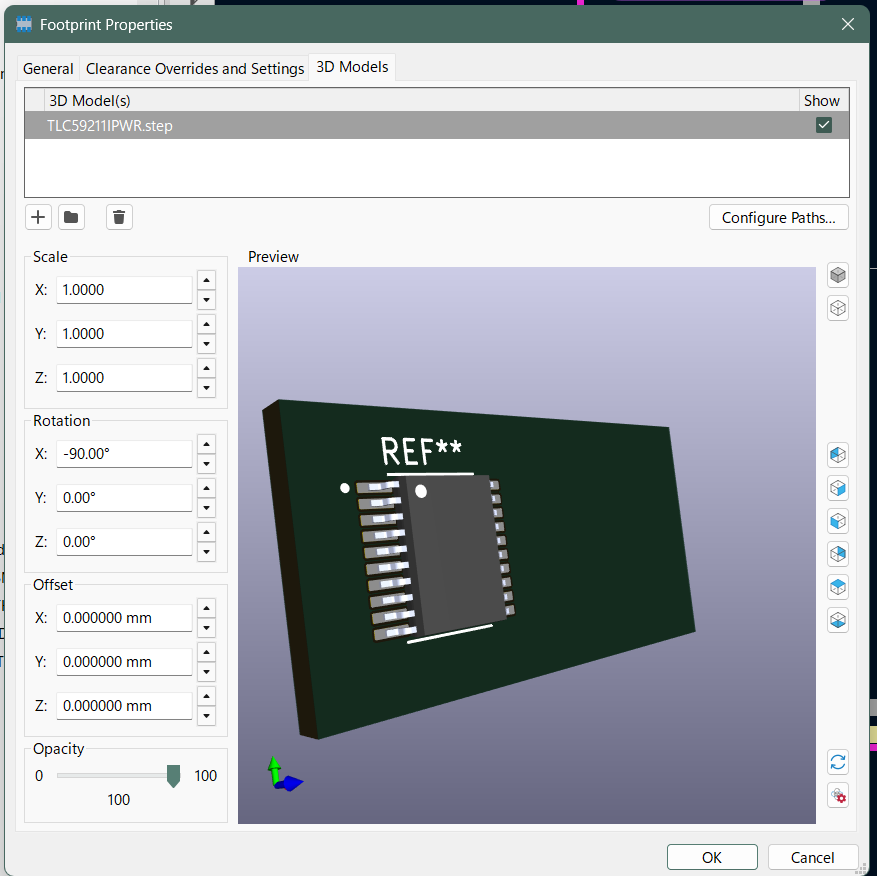 Footprint Properties
General
Clearance Overrides and Settings
3D Models
3D Model(s)
Show
TLC59211IPWR.step
Configure Paths...
Scale
X: 1.0000
Y: 1.0000
Z: 1.0000
Rotation
X: -90.00°
Y: 0.00°
Z: 0.00°
Offset
X: 0.000000 mm
Y: 0.000000 mm
Z: 0.000000 mm
Opacity
0
100
100
Preview
REF**
OK
Cancel